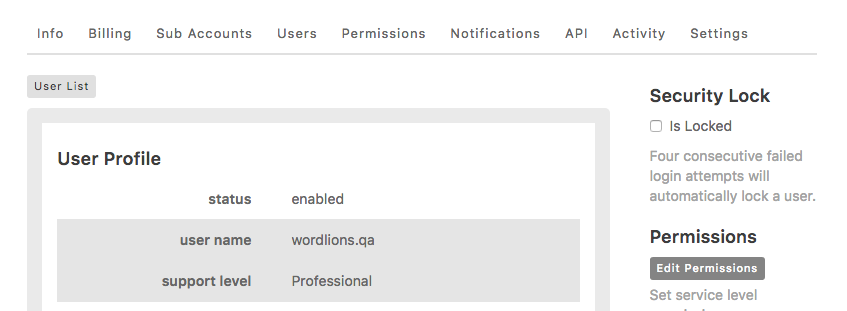 Info Billing Sub Accounts Users Permissions Notifications API Activity Settings
User List
User Profile
status enabled
user name wordlions.qa
support level Professional
Security Lock
Is Locked
Four consecutive failed
login attempts will
automatically lock a user.
Permissions
Edit Permissions
Set service level